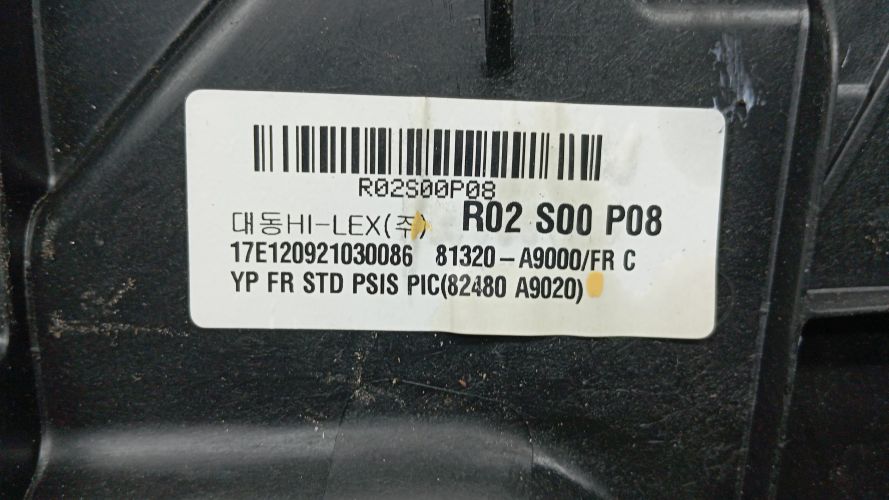 R02S00P08
대동HI-LEX(주) R02 S00 P08
17E120921030086 81320-A9000/FR C
YP FR STD PSIS PIC(82480 A9020)